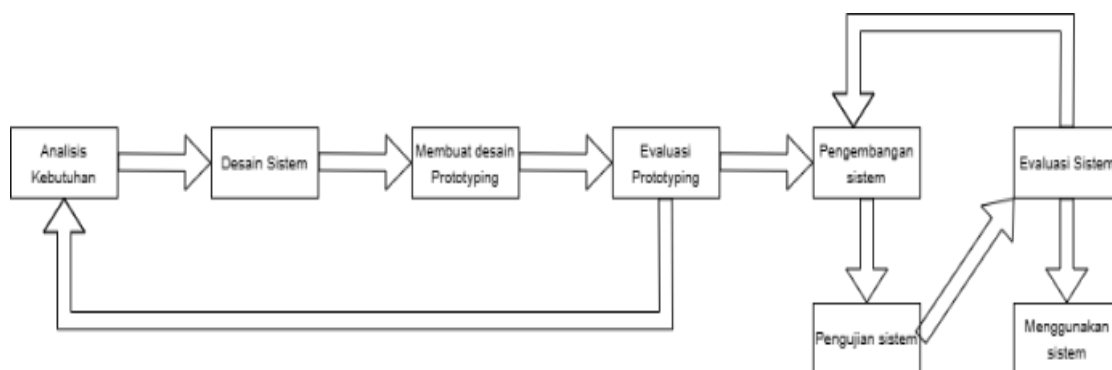 Analisis
Kebutuhan
Desain Sistem
Membuat desain
Prototyping
Evaluasi
Prototyping
Pengembangan
sistem
Evaluasi Sistem
Pengujian sistem
Menggunakan
sistem